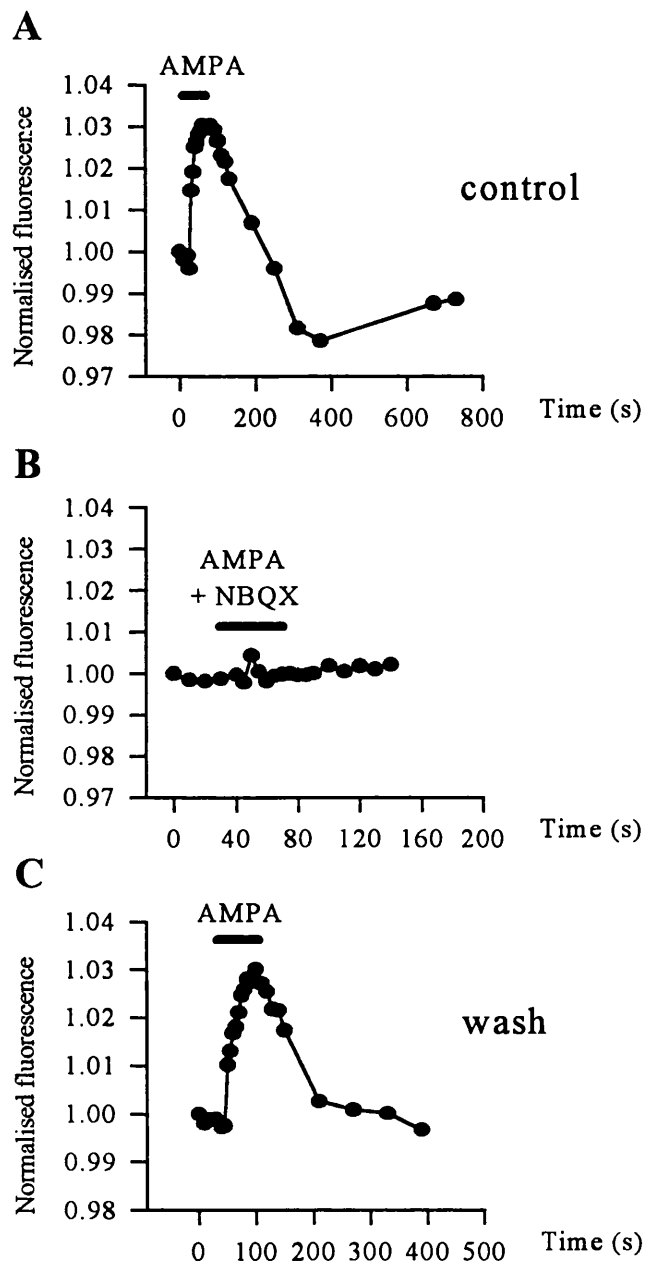 A
AMPA
1.04
1.03
1.02
1.01
1.00
0.99
0.98
0.97
Normalised fluorescence
control
0 200 400 600 800
Time (s)
B
1.04
1.03
1.02
1.01
1.00
0.99
0.98
0.97
Normalised fluorescence
AMPA
+ NBQX
0 40 80 120 160 200
Time (s)
C
AMPA
1.04
1.03
1.02
1.01
1.00
0.99
0.98
Normalised fluorescence
wash
0 100 200 300 400 500
Time (s)